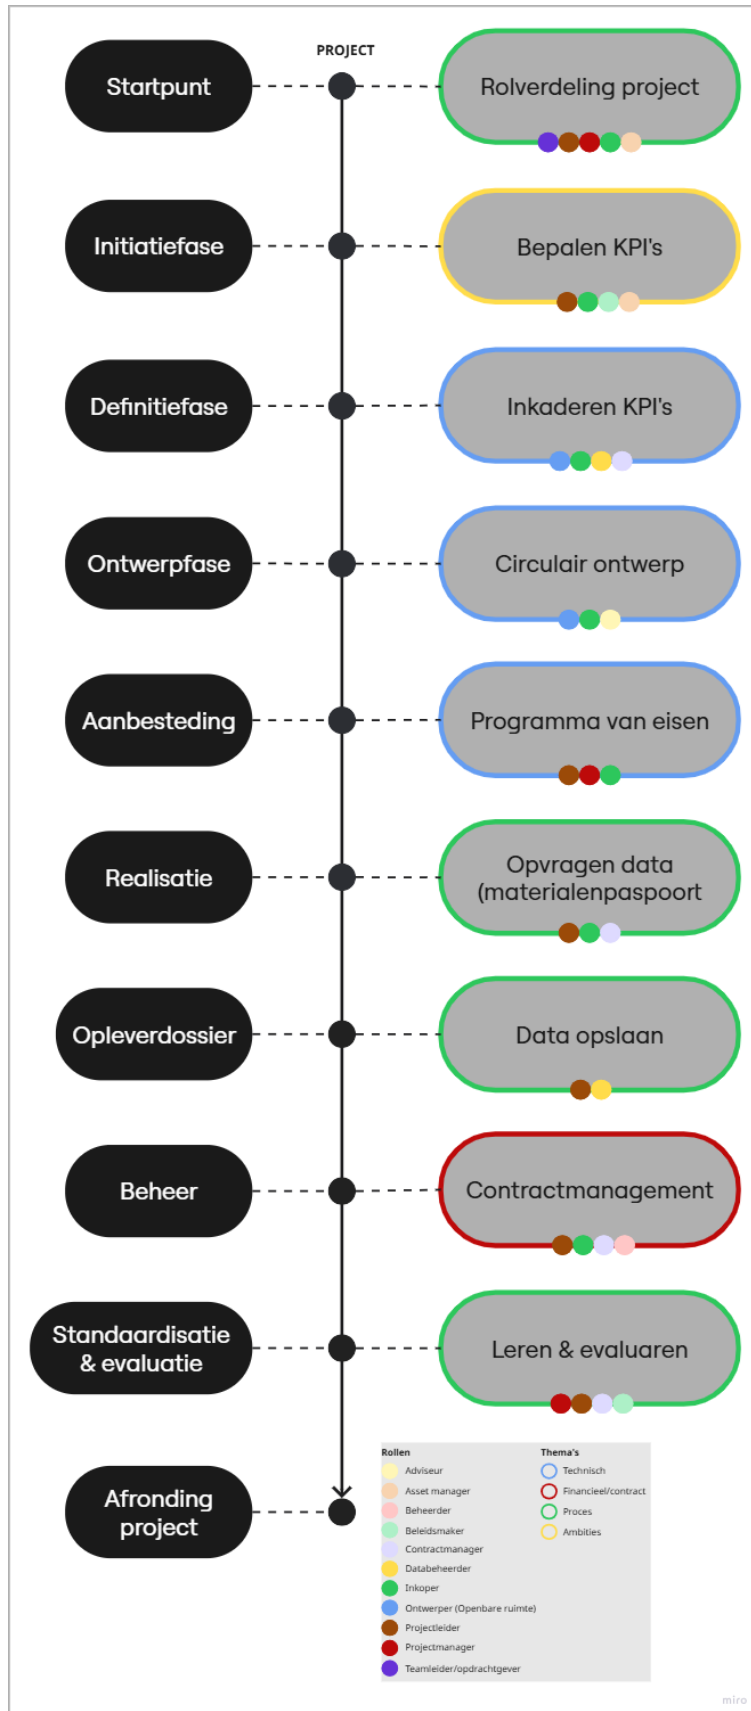 PROJECT
Startpunt
Rolverdeling project
Initiatiefase
Bepalen KPI's
Definitiefase
Inkaderen KPI's
Ontwerpfase
Circulair ontwerp
Aanbesteding
Programma van eisen
Realisatie
Opvragen data
(materialenpaspoort
Opleverdossier
Data opslaan
Beheer
Contractmanagement
Standaardisatie
& evaluatie
Leren & evaluaren
Afronding
project
Rollen
Adviseur
Asset manager
Beheerder
Beleidsmaker
Contractmanager
Databeheerder
Inkoper
Ontwerper (Openbare ruimte)
Projectleider
Projectmanager
Teamleider/opdrachtgever
Thema's
Technisch
Financieel/contract
Proces
Ambities
miro